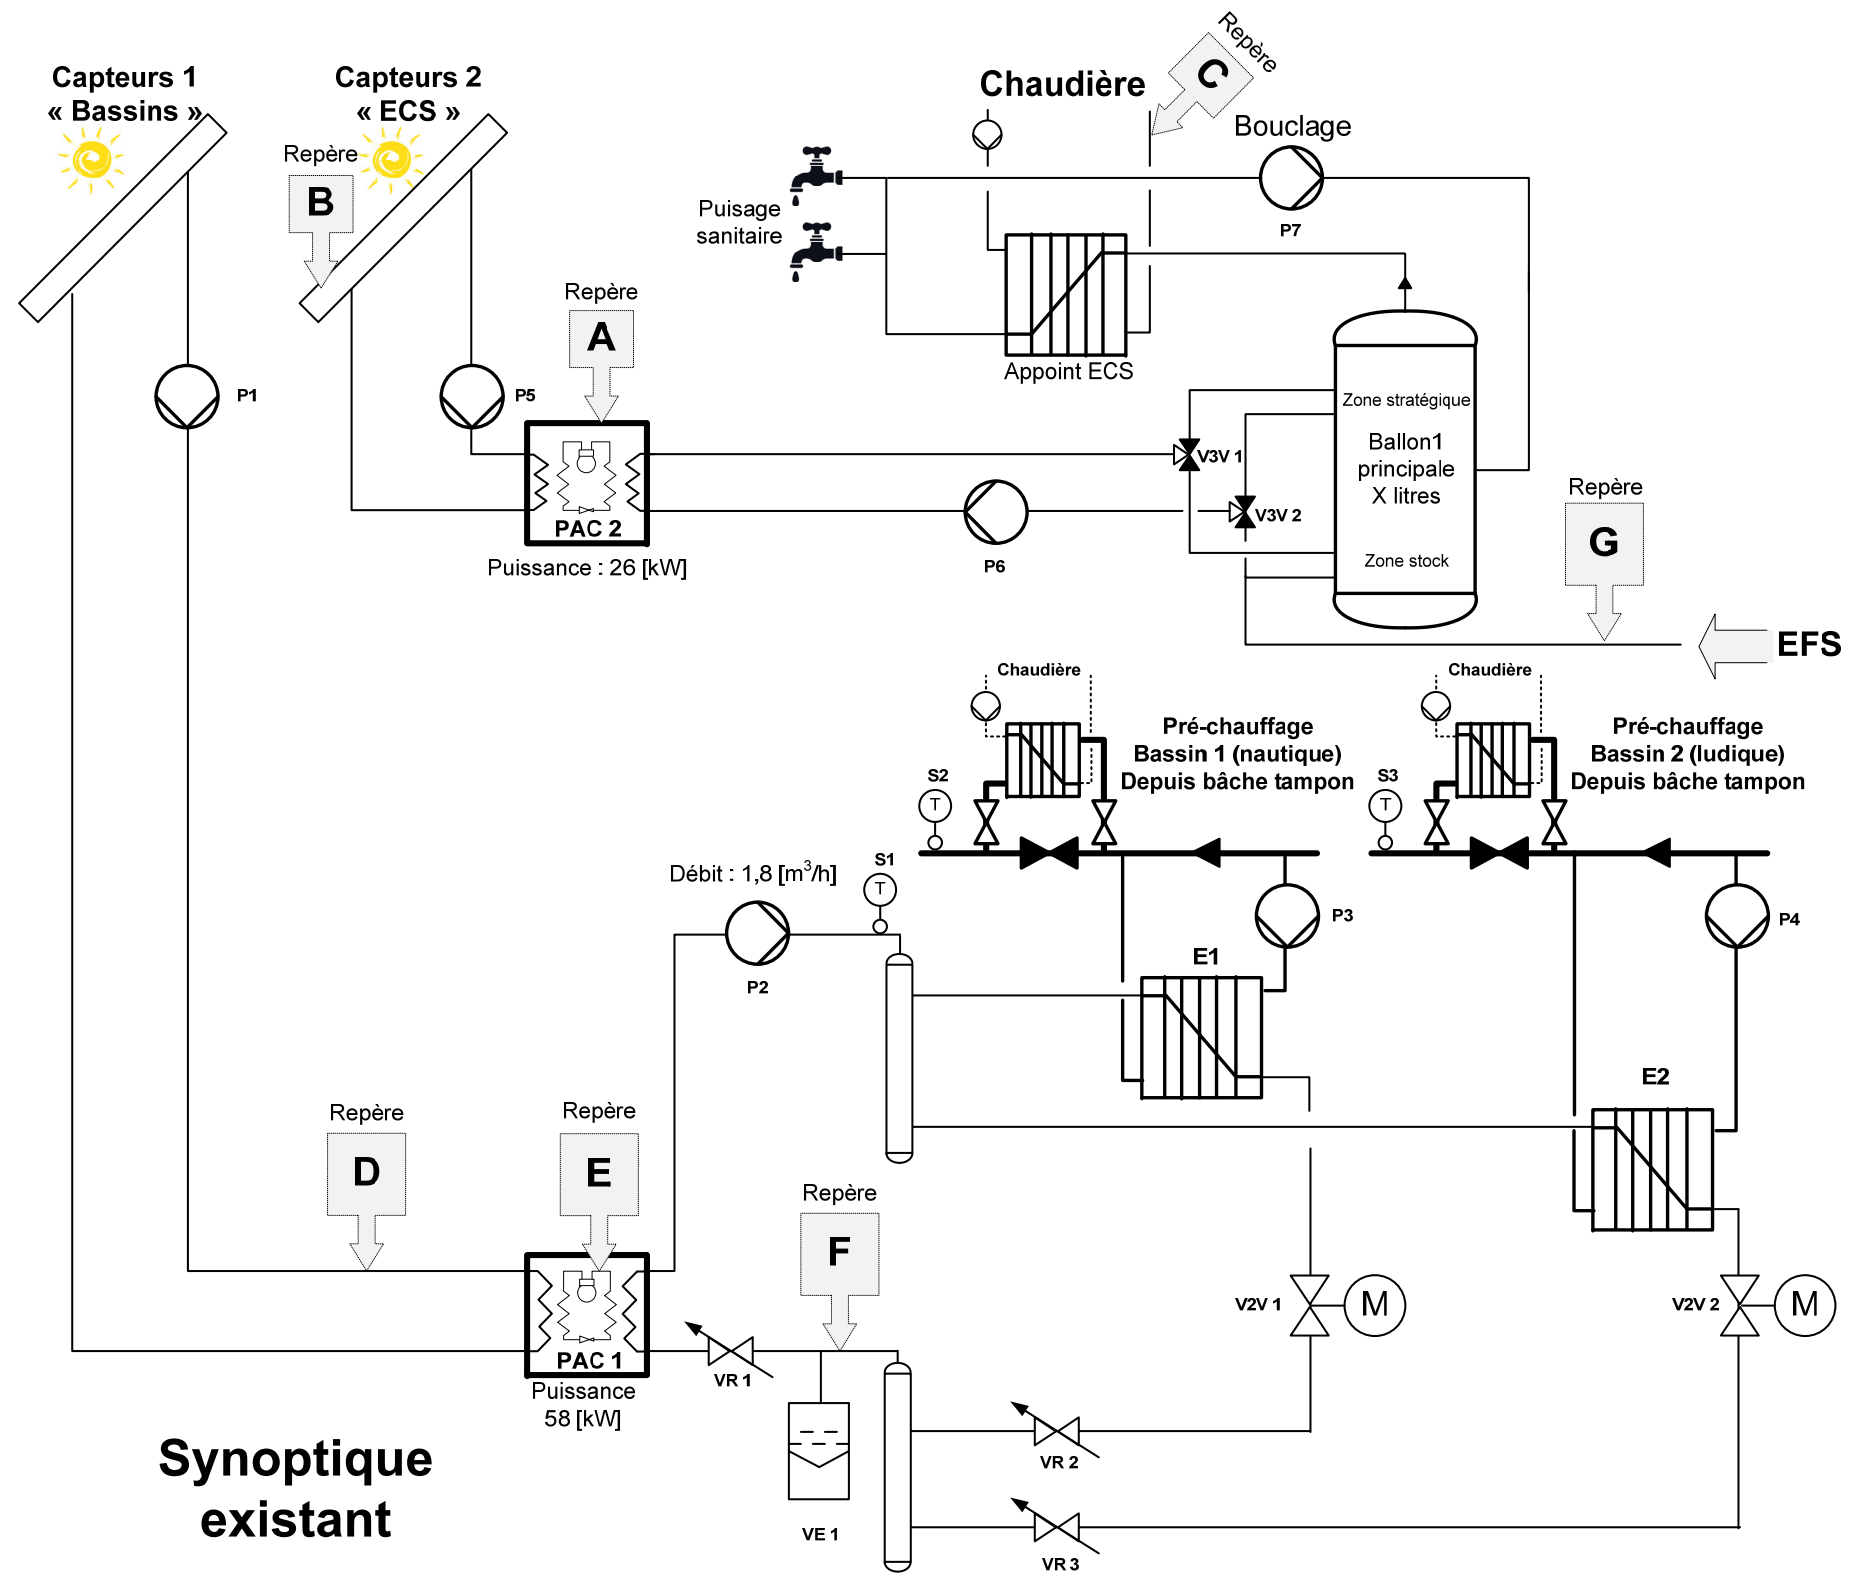 Capteurs 1
« Bassins »
Capteurs 2
« ECS »
Repère
B
Repère
A
Chaudière
Repère
C
Bouclage
P7
Puisage
sanitaire
Appoint ECS
P1
P5
PAC 2
Puissance : 26 [kW]
P6
V3V 1
V3V 2
Zone stratégique
Ballon1
principale
X litres
Zone stock
Repère
G
EFS
Chaudière
Pré-chauffage
Bassin 1 (nautique)
Depuis bâche tampon
S2
T
Chaudière
Pré-chauffage
Bassin 2 (ludique)
Depuis bâche tampon
S3
T
Débit : 1,8 [m³/h]
S1
T
P2
P3
P4
E1
E2
Repère
D
Repère
E
Repère
F
PAC 1
Puissance
58 [kW]
VR 1
VE 1
V2V 1
M
V2V 2
M
VR 2
VR 3
Synoptique
existant